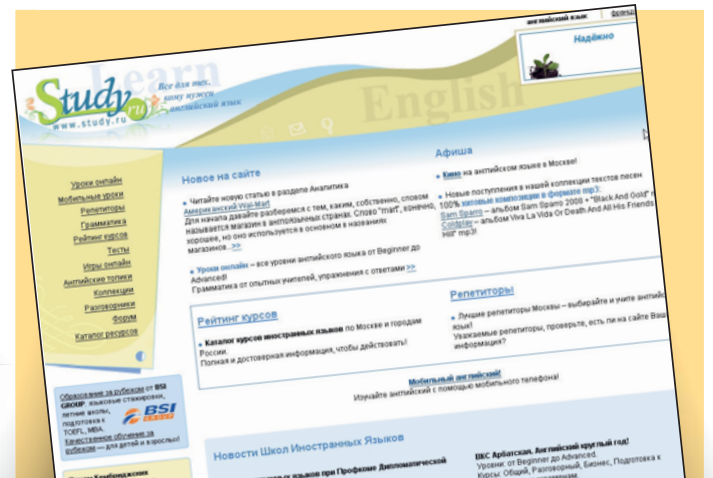 английский язык
Надёжно
Learn
Study.ru
www.study.ru
Все для тех,
кому нужен
английский язык
English
Уроки онлайн
Мобильные уроки
Репетиторы
Грамматика
Рейтинг курсов
Тесты
Игры онлайн
Английские топики
Коллекции
Разговорники
Форум
Каталог ресурсов
Новое на сайте
• Читайте новую статью в разделе Аналитика
Американский Wal-Mart
Для начала давайте разберемся с тем, каким, собственно, словом
называется магазин в англоязычных странах. Слово "mart", конечно,
хорошее, но оно используется в основном в названиях
магазинов...>>
• Уроки онлайн – все уровни английского языка от Beginner до
Advanced!
Грамматика от опытных учителей, упражнения с ответами >>
Афиша
• Кино на английском языке в Москве!
• Новые поступления в нашей коллекции текстов песен
100% хитовые композиции в формате mp3:
Sam Sparro – альбом Sam Sparro 2008 + "Black And Gold"
Coldplay – альбом Viva La Vida Or Death And All His Friends
Hill" mp3!
Рейтинг курсов
• Каталог курсов иностранных языков по Москве и городам
России.
Полная и достоверная информация, чтобы действовать!
Репетиторы!
• Лучшие репетиторы Москвы – выбирайте и учите английс
язык!
Уважаемые репетиторы, проверьте, есть ли на сайте Ваш
информация?
Мобильный английский!
Изучайте английский с помощью мобильного телефона!
Образование за рубежом от BSI
GROUP: языковые стажировки,
летние школы,
подготовка к
TOEFL, MBA.
BSI
GROUP
Качественное обучение за
рубежом — для детей и взрослых!
Кембриджских
Новости Школ Иностранных Языков
языков при Профкоме Дипломатической
ВКС Арбатская. Английский круглый год!
Уровни: от Beginner до Advanced.
Курсы: Общий, Разговорный, Бизнес, Подготовка к